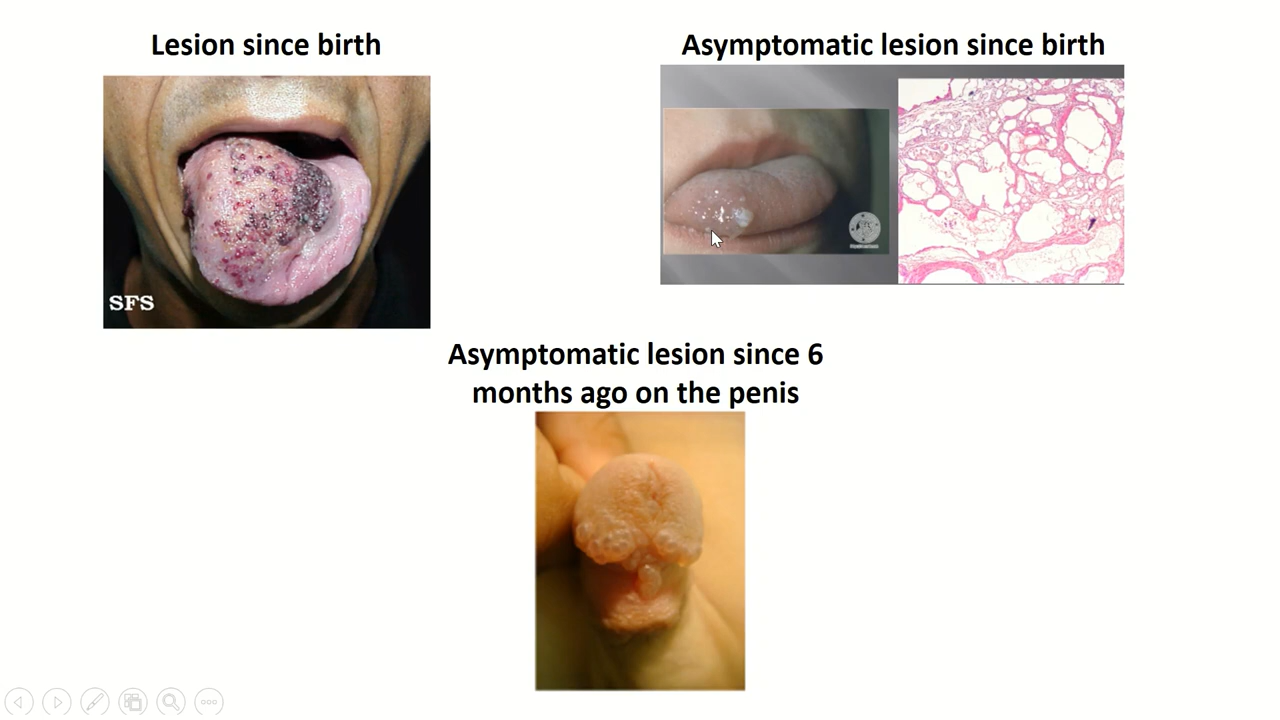 Lesion since birth
Asymptomatic lesion since birth
SFS
Asymptomatic lesion since 6
months ago on the penis